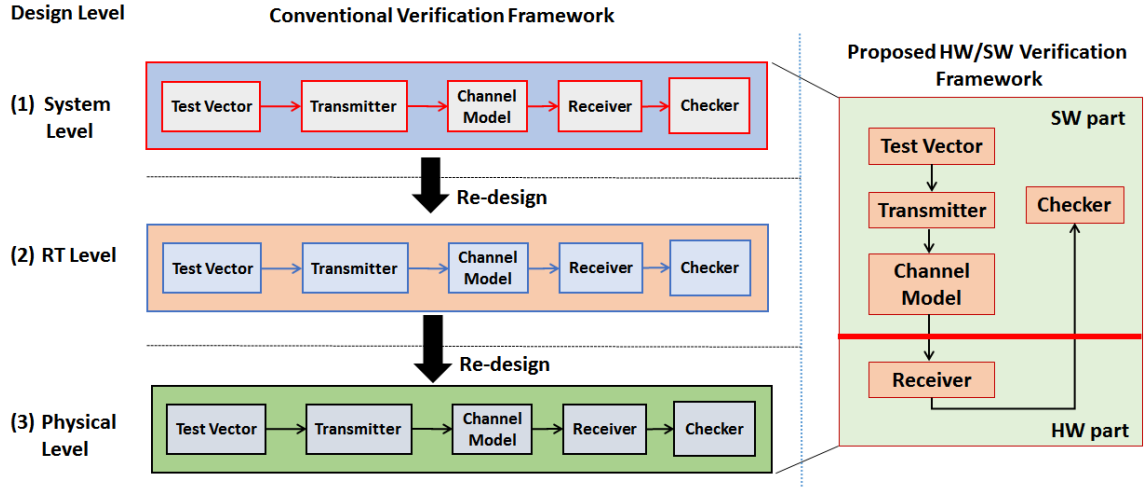 Design Level
Conventional Verification Framework
(1) System
Level
Test Vector
Transmitter
Channel
Model
Receiver
Checker
Re-design
(2) RT Level
Test Vector
Transmitter
Channel
Model
Receiver
Checker
Re-design
(3) Physical
Level
Test Vector
Transmitter
Channel
Model
Receiver
Checker
Proposed HW/SW Verification
Framework
SW part
Test Vector
Transmitter
Checker
Channel
Model
Receiver
HW part